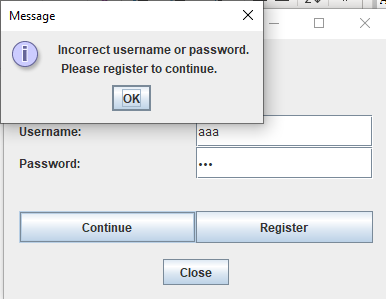 Message
Incorrect username or password.
Please register to continue.
OK
Username:
aaa
Password:
•••
Continue
Register
Close